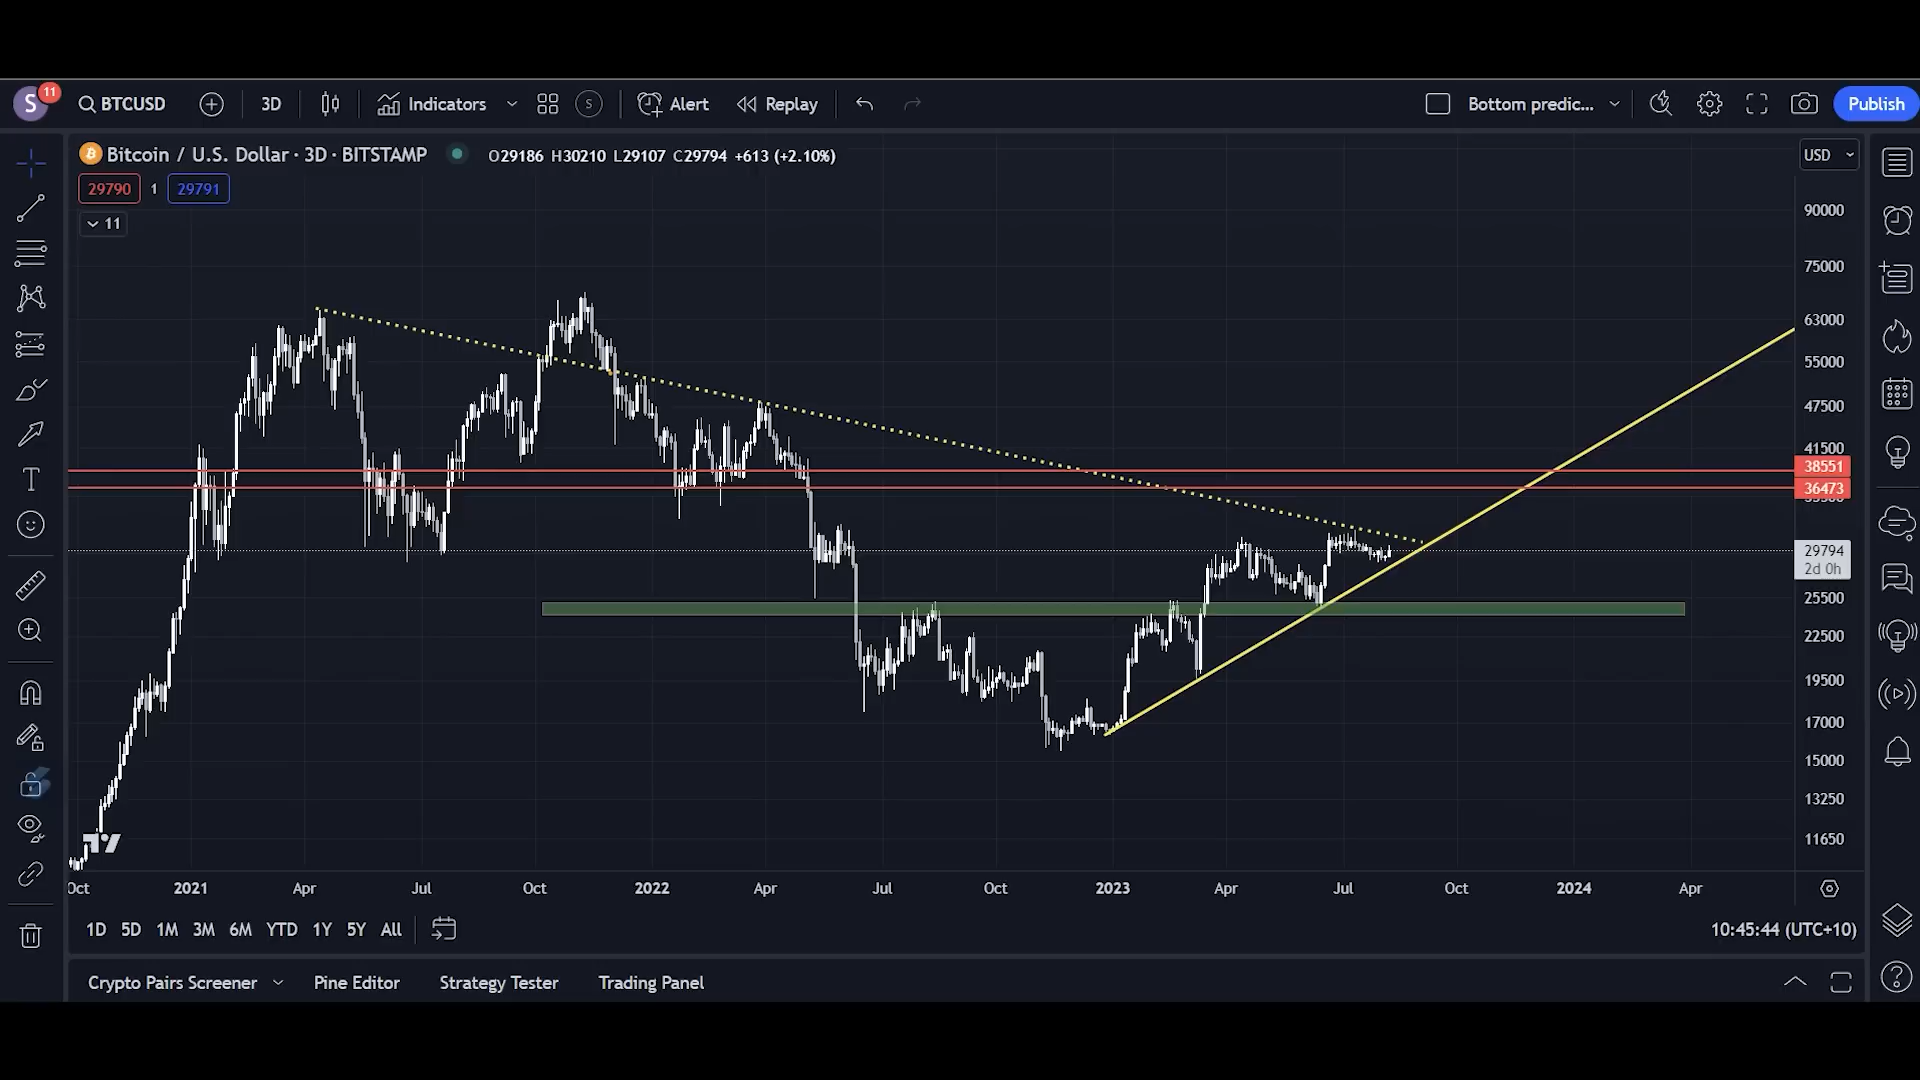 S 11 BTCUSD 3D Indicators S Alert Replay Bottom predic... Publish
Bitcoin / U.S. Dollar · 3D · BITSTAMP O29186 H30210 L29107 C29794 +613 (+2.10%) USD
29790 1 29791
11
90000
75000
63000
55000
47500
41500
38551
36473
29794
2d 0h
25500
22500
19500
17000
15000
13250
11650
Oct 2021 Apr Jul Oct 2022 Apr Jul Oct 2023 Apr Jul Oct 2024 Apr
1D 5D 1M 3M 6M YTD 1Y 5Y All 10:45:44 (UTC+10)
Crypto Pairs Screener Pine Editor Strategy Tester Trading Panel